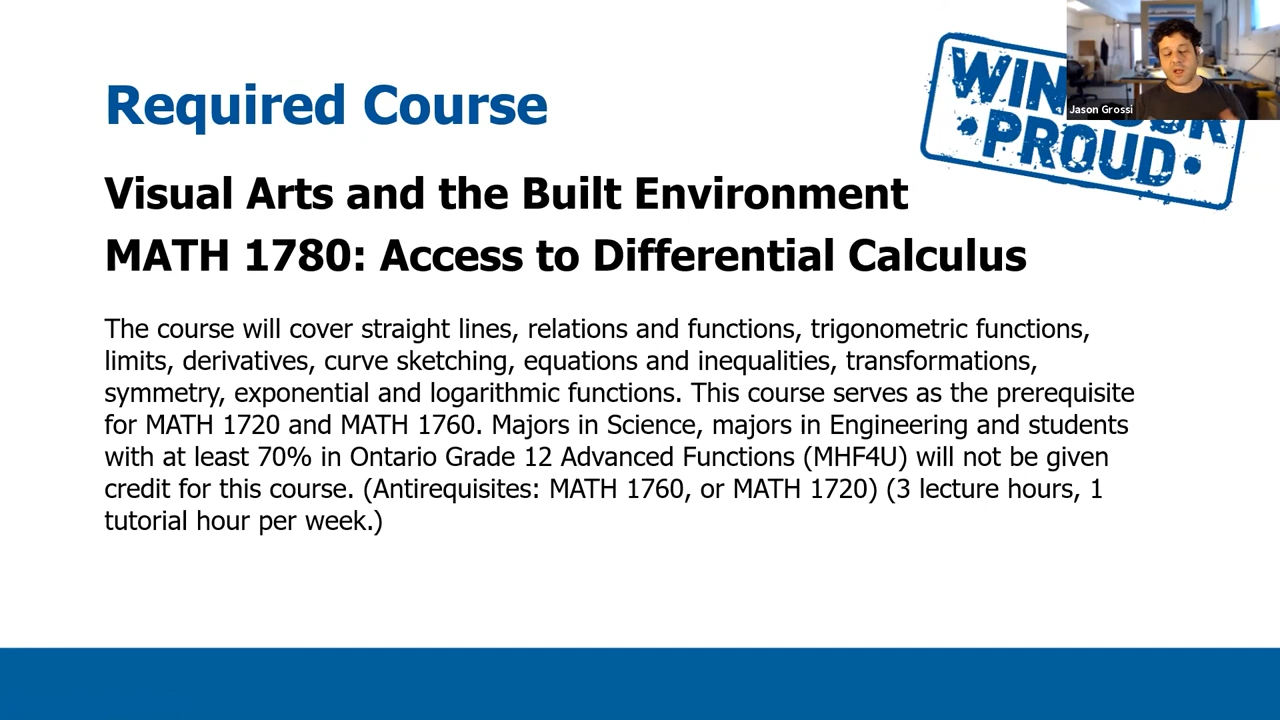 Required Course
WIN
PROUD
Jason Grossi
Visual Arts and the Built Environment
MATH 1780: Access to Differential Calculus
The course will cover straight lines, relations and functions, trigonometric functions,
limits, derivatives, curve sketching, equations and inequalities, transformations,
symmetry, exponential and logarithmic functions. This course serves as the prerequisite
for MATH 1720 and MATH 1760. Majors in Science, majors in Engineering and students
with at least 70% in Ontario Grade 12 Advanced Functions (MHF4U) will not be given
credit for this course. (Antirequisites: MATH 1760, or MATH 1720) (3 lecture hours, 1
tutorial hour per week.)